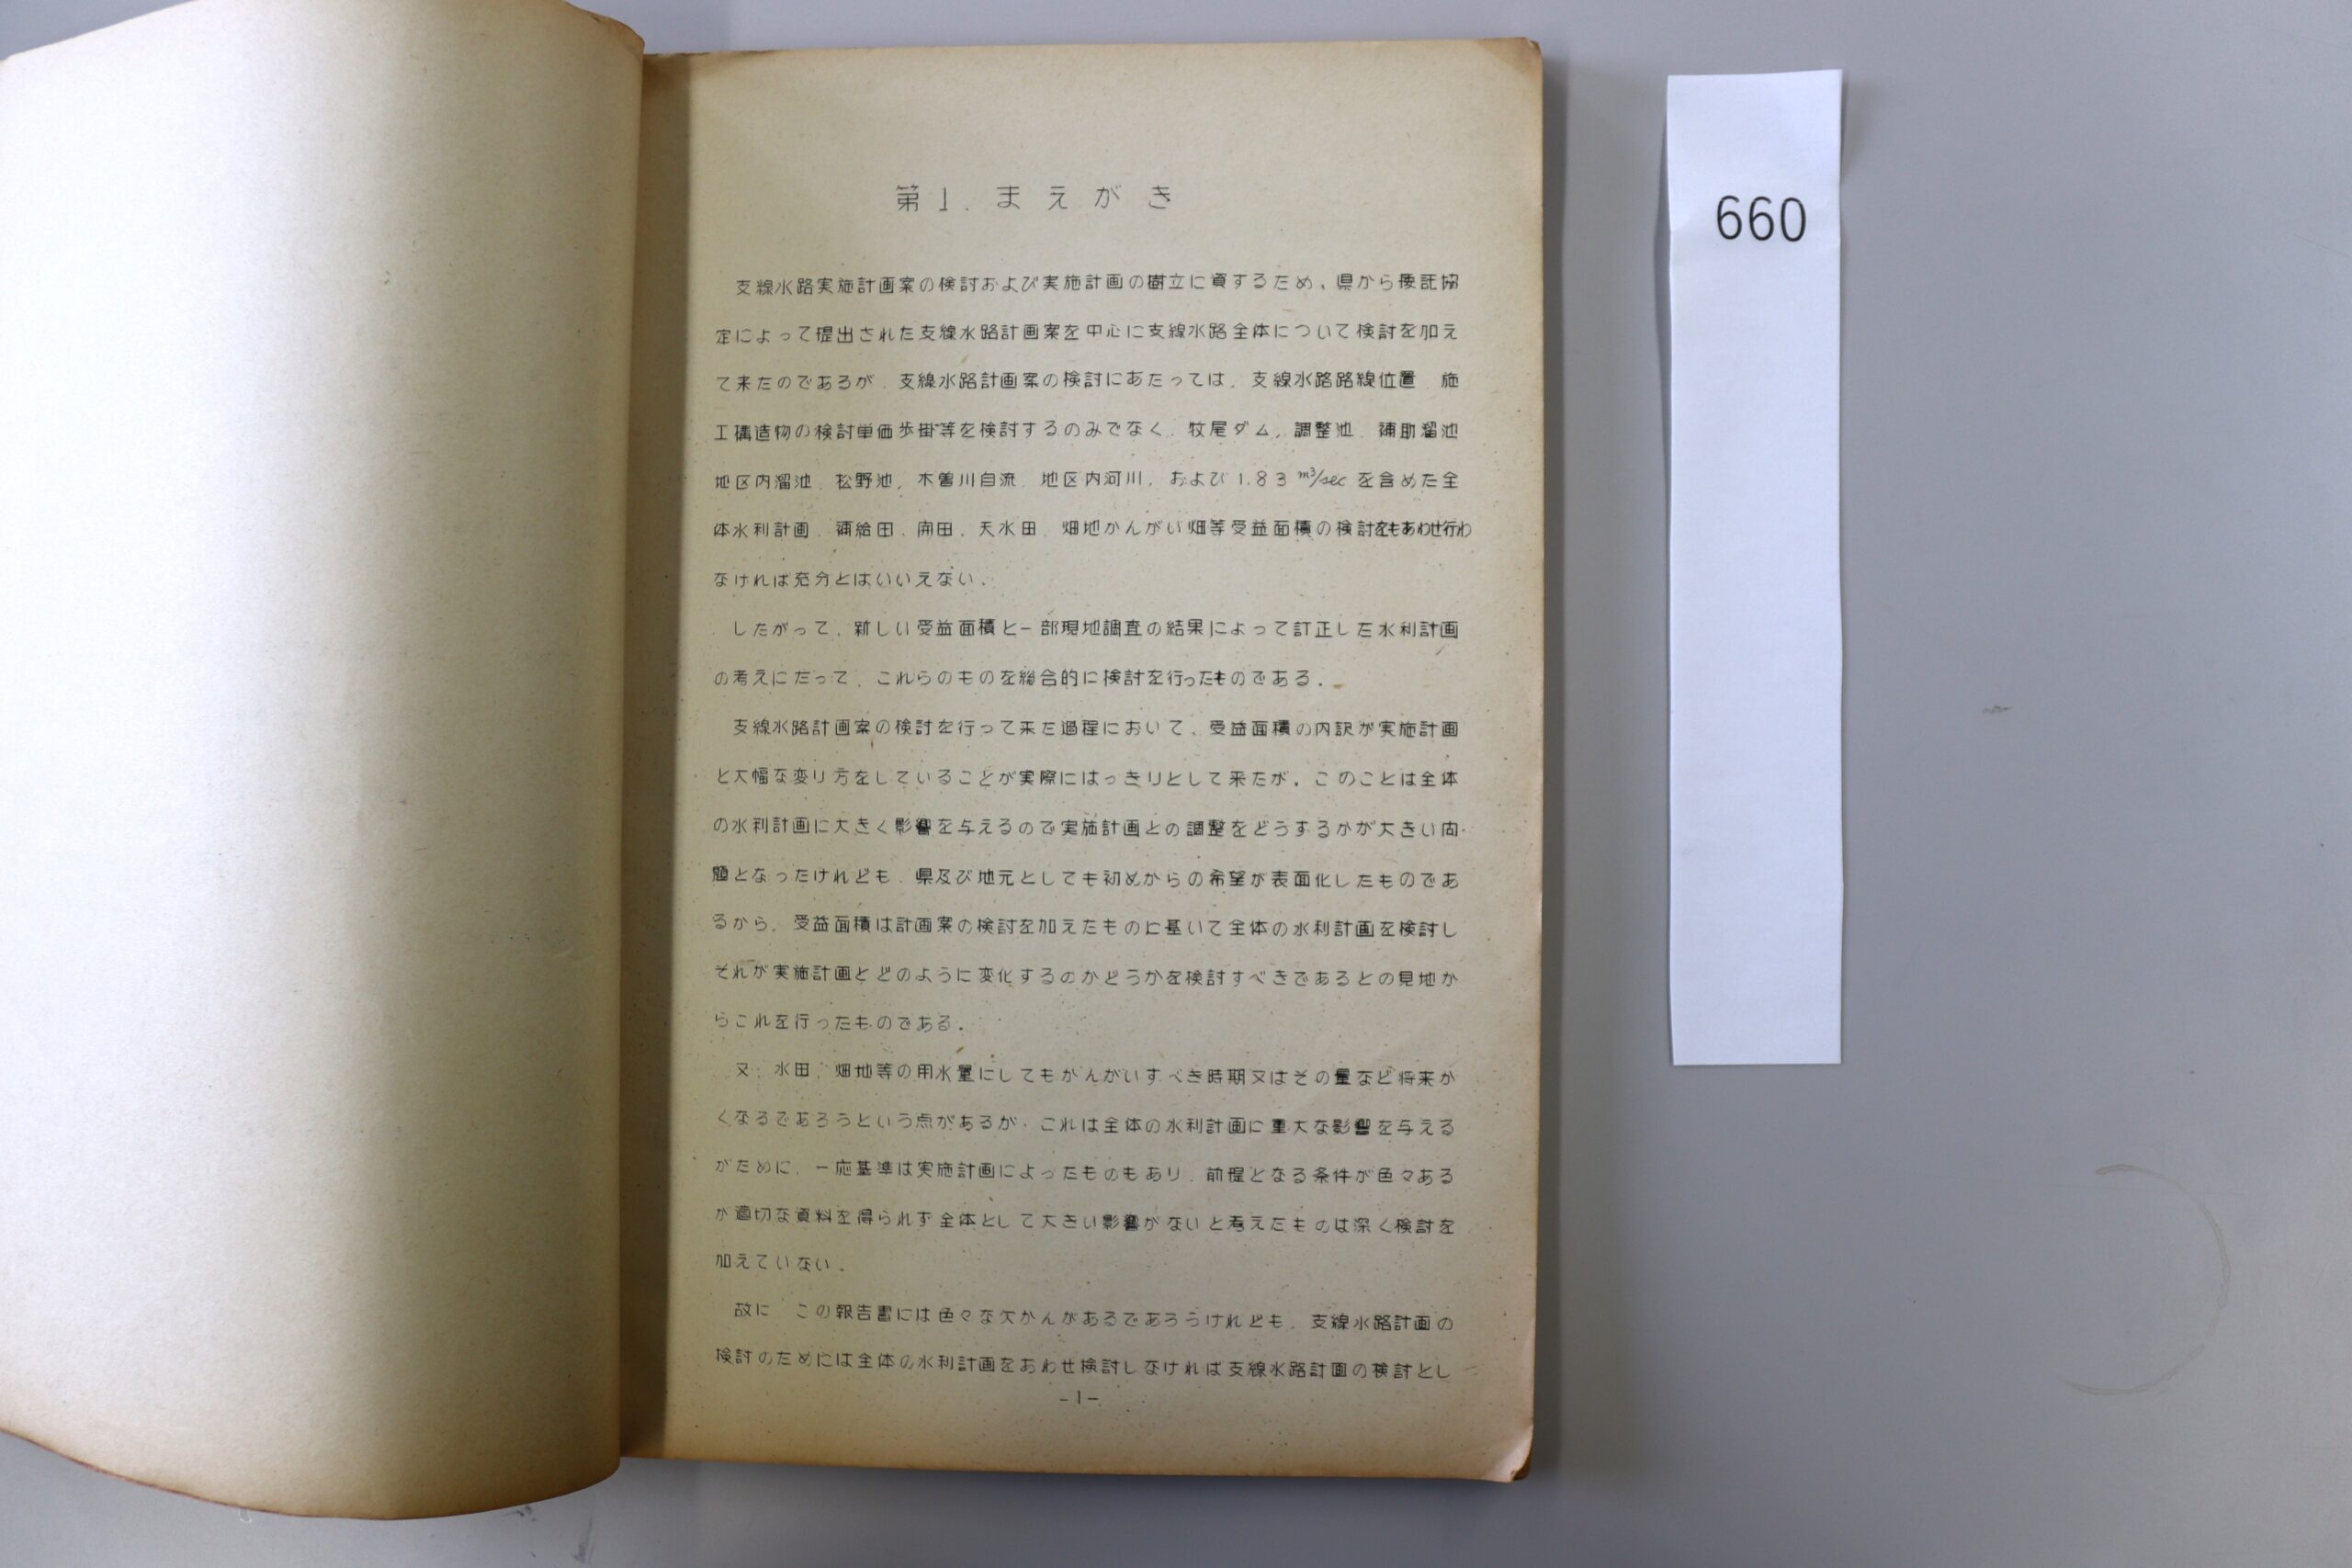 第1. まえがき
支線水路実施計画案の検討および実施計画の樹立に資するため、県から委託協
定によって提出された支線水路計画案を中心に支線水路全体について検討を加え
て来たのであるが、支線水路計画案の検討にあたっては、支線水路路線位置、施
工構造物の検討単価歩掛等を検討するのみでなく、牧尾ダム、調整池、補助溜池
地区内溜池、松野池、木曽川自流、地区内河川、および1.83 m³/secを含めた全
体水利計画、補給田、開田、天水田、畑地かんがい畑等受益面積の検討をもあわせ行わ
なければ充分とはいいえない。
したがって、新しい受益面積と一部現地調査の結果によって訂正した水利計画
の考えにたって、これらのものを総合的に検討を行ったものである。
支線水路計画案の検討を行って来た過程において、受益面積の内訳が実施計画
と大幅な変り方をしていることが実際にはっきりとして来たが、このことは全体
の水利計画に大きく影響を与えるので実施計画との調整をどうするかが大きい向
題となったけれども、県及び地元としても初めからの希望が表面化したものであ
るから、受益面積は計画案の検討を加えたものに基いて全体の水利計画を検討し
それが実施計画とどのように変化するのかどうかを検討すべきであるとの見地か
らこれを行ったものである。
又、水田、畑地等の用水量にしてもかんがいすべき時期又はその量など将来か
くなるであろうという点があるが、これは全体の水利計画に重大な影響を与える
がために、一応基準は実施計画によったものもあり、前提となる条件が色々ある
が適切な資料を得られず全体として大きい影響がないと考えたものは深く検討を
加えていない。
故に この報告書には色々な欠かんがあるであろうけれども、支線水路計画の
検討のためには全体の水利計画をあわせ検討しなければ支線水路計画の検討とし
-1-
660